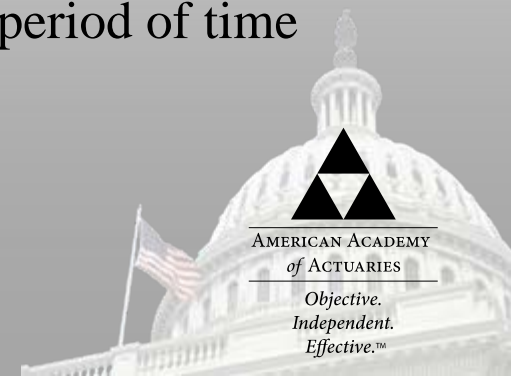 period of time
AMERICAN ACADEMY
of ACTUARIES
Objective.
Independent.
Effective.™